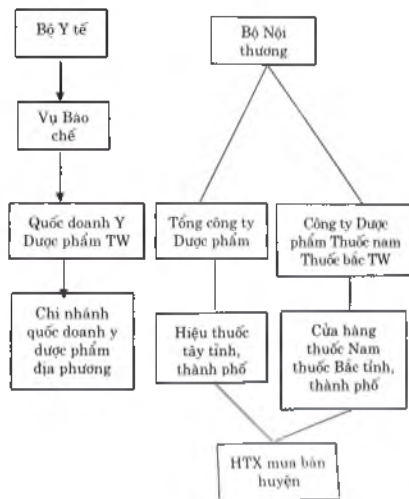 Bộ Y tế
Vụ Bào
chế
Quốc doanh Y
Dược phẩm TW
Chi nhánh
quốc doanh y
dược phẩm
địa phương
Bộ Nội
thương
Tổng công ty
Dược phẩm
Công ty Dược
phẩm Thuốc nam
Thuốc bắc TW
Hiệu thuốc
tây tỉnh,
thành phố
Cửa hàng
thuốc Nam
thuốc Bắc tỉnh,
thành phố
HTX mua bán
huyện